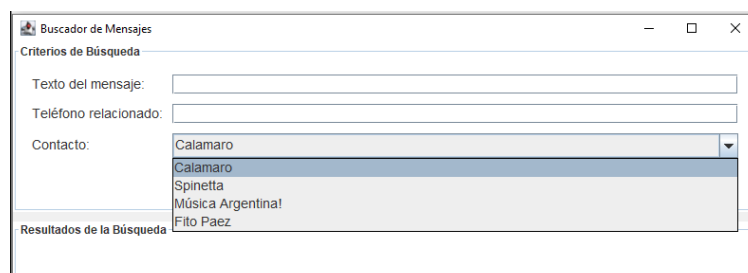 Buscador de Mensajes
Criterios de Búsqueda
Texto del mensaje:
Teléfono relacionado:
Contacto: Calamaro
Calamaro
Spinetta
Música Argentina!
Fito Paez
Resultados de la Búsqueda